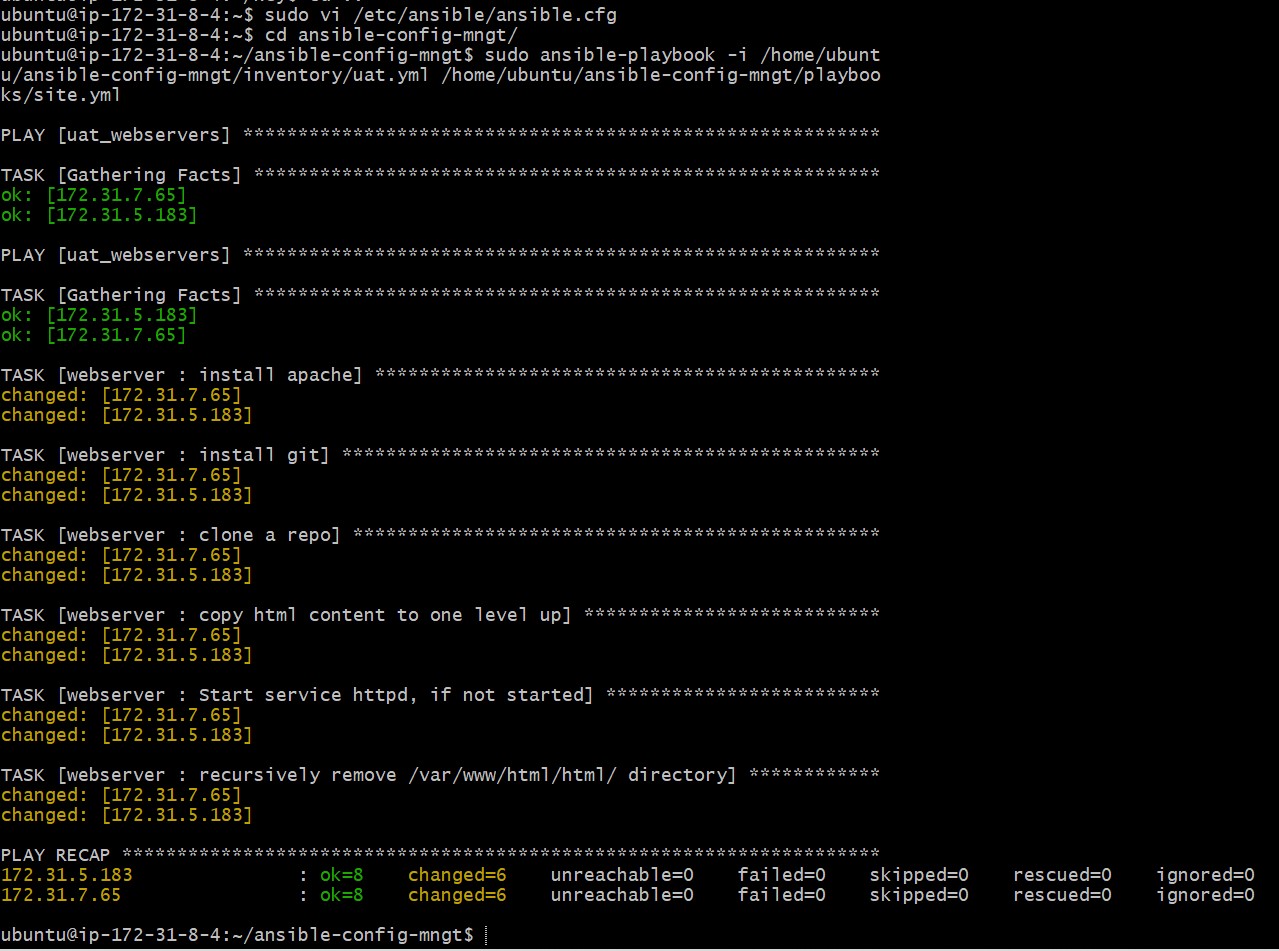 ubuntu@ip-172-31-8-4:~$ sudo vi /etc/ansible/ansible.cfg
ubuntu@ip-172-31-8-4:~$ cd ansible-config-mngt/
ubuntu@ip-172-31-8-4:~/ansible-config-mngt$ sudo ansible-playbook -i /home/ubunt
u/ansible-config-mngt/inventory/uat.yml /home/ubuntu/ansible-config-mngt/playboo
ks/site.yml
PLAY [uat_webservers] **********************************************************
TASK [Gathering Facts] *********************************************************
ok: [172.31.7.65]
ok: [172.31.5.183]
PLAY [uat_webservers] **********************************************************
TASK [Gathering Facts] *********************************************************
ok: [172.31.5.183]
ok: [172.31.7.65]
TASK [webserver : install apache] **********************************************
changed: [172.31.7.65]
changed: [172.31.5.183]
TASK [webserver : install git] *************************************************
changed: [172.31.7.65]
changed: [172.31.5.183]
TASK [webserver : clone a repo] ************************************************
changed: [172.31.7.65]
changed: [172.31.5.183]
TASK [webserver : copy html content to one level up] ***************************
changed: [172.31.7.65]
changed: [172.31.5.183]
TASK [webserver : Start service httpd, if not started] *************************
changed: [172.31.7.65]
changed: [172.31.5.183]
TASK [webserver : recursively remove /var/www/html/html/ directory] ************
changed: [172.31.7.65]
changed: [172.31.5.183]
PLAY RECAP *********************************************************************
172.31.5.183               : ok=8    changed=6    unreachable=0    failed=0    skipped=0    rescued=0    ignored=0
172.31.7.65                : ok=8    changed=6    unreachable=0    failed=0    skipped=0    rescued=0    ignored=0
ubuntu@ip-172-31-8-4:~/ansible-config-mngt$